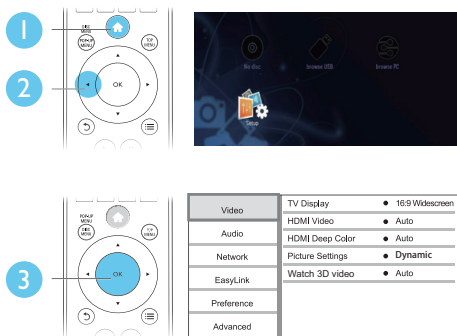 1
DISC
MENU
POP-UP
MENU
TOP
MENU
2
OK
No disc
browse USB
browse PC
Setup
POP-UP
MENU
DISC
MENU
TOP
MENU
3
OK
Video
Audio
Network
EasyLink
Preference
Advanced
TV Display ● 16:9 Widescreen
HDMI Video ● Auto
HDMI Deep Color ● Auto
Picture Settings ● Dynamic
Watch 3D video ● Auto